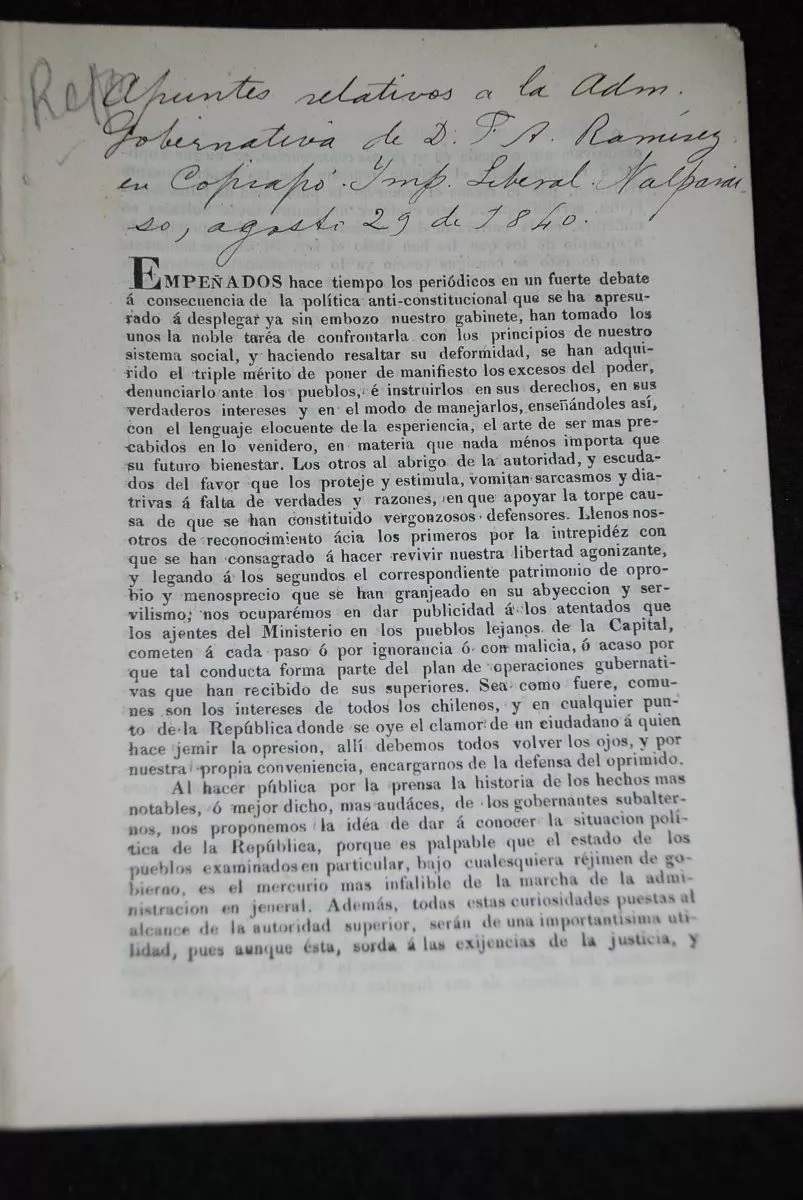 Apuntes relativos a la Adm.
Gobernativa de D. F. A. Ramirez
en Copiapó. Imp. Liberal. Valparai-
so, agosto 29 de 1840.
EMPEÑADOS hace tiempo los periódicos en un fuerte debate
á consecuencia de la política anti-constitucional que se ha apresu-
rado á desplegar ya sin embozo nuestro gabinete, han tomado los
unos la noble taréa de confrontarla con los principios de nuestro
sistema social, y haciendo resaltar su deformidad, se han adqui-
rido el triple mérito de poner de manifiesto los excesos del poder,
denunciarlo ante los pueblos, é instruirlos en sus derechos, en sus
verdaderos intereses y en el modo de manejarlos, enseñándoles así,
con el lenguaje elocuente de la esperiencia, el arte de ser mas pre-
cabidos en lo venidero, en materia que nada ménos importa que
su futuro bienestar. Los otros al abrigo de la autoridad, y escuda-
dos del favor que los proteje y estimula, vomitan sarcasmos y dia-
trivas á falta de verdades y razones, en que apoyar la torpe cau-
sa de que se han constituido vergonzosos defensores. Llenos nos-
otros de reconocimiento ácia los primeros por la intrepidéz con
que se han consagrado á hacer revivir nuestra libertad agonizante,
y legando á los segundos el correspondiente patrimonio de opro-
bio y menosprecio que se han granjeado en su abyeccion y ser-
vilismo; nos ocuparémos en dar publicidad á los atentados que
los ajentes del Ministerio en los pueblos lejanos de la Capital,
cometen á cada paso ó por ignorancia ó con malicia, ó acaso por
que tal conducta forma parte del plan de operaciones gubernati-
vas que han recibido de sus superiores. Sea como fuere, comu-
nes son los intereses de todos los chilenos, y en cualquier pun-
to de la República donde se oye el clamor de un ciudadano á quien
hace jemir la opresion, allí debemos todos volver los ojos, y por
nuestra propia conveniencia, encargarnos de la defensa del oprimido.
Al hacer pública por la prensa la historia de los hechos mas
notables, ó mejor dicho, mas audáces, de los gobernantes subalter-
nos, nos proponemos la idéa de dar á conocer la situacion polí-
tica de la República, porque es palpable que el estado de los
pueblos examinados en particular, bajo cualesquiera réjimen de go-
bierno, es el mercurio mas infalible de la marcha de la admi-
nistracion en jeneral. Además, todas estas curiosidades puestas al
alcance de la autoridad superior, serán de una importantísima uti-
lidad, pues aunque ésta, sorda á las exijencias de la justicia, y